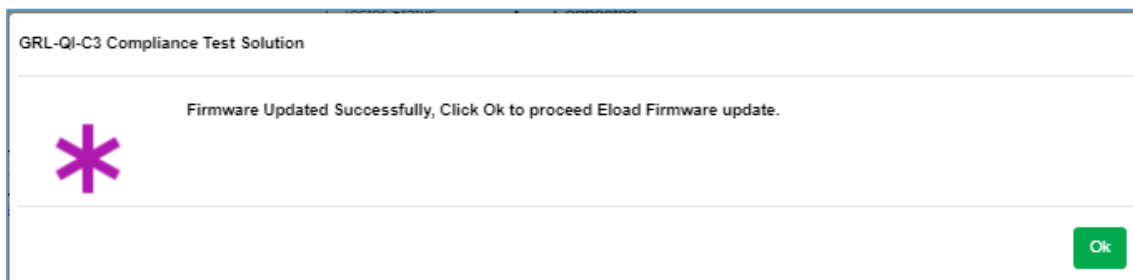 GRL-QI-C3 Compliance Test Solution
Firmware Updated Successfully, Click Ok to proceed Eload Firmware update.
Ok